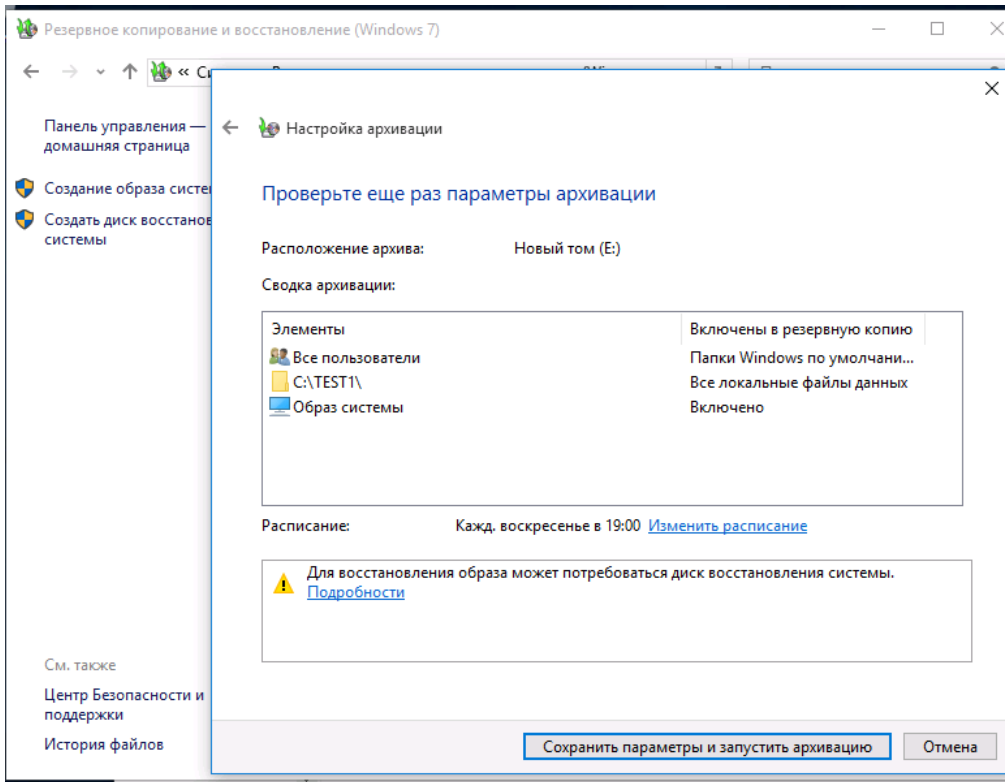 Резервное копирование и восстановление (Windows 7)
«
Панель управления —
домашняя страница
Создание образа
Создать диск
системы
См. также
Центр Безопасности и
поддержки
История файлов
Настройка архивации
Проверьте еще раз параметры архивации
Расположение архива: Новый том (E:)
Сводка архивации:
Элементы Включены в резервную копию
Все пользователи Папки Windows по умолчани...
C:\TEST1\ Все локальные файлы данных
Образ системы Включено
Расписание: Кажд. воскресенье в 19:00 Изменить расписание
Для восстановления образа может потребоваться диск восстановления системы.
Подробности
Сохранить параметры и запустить архивацию Отмена